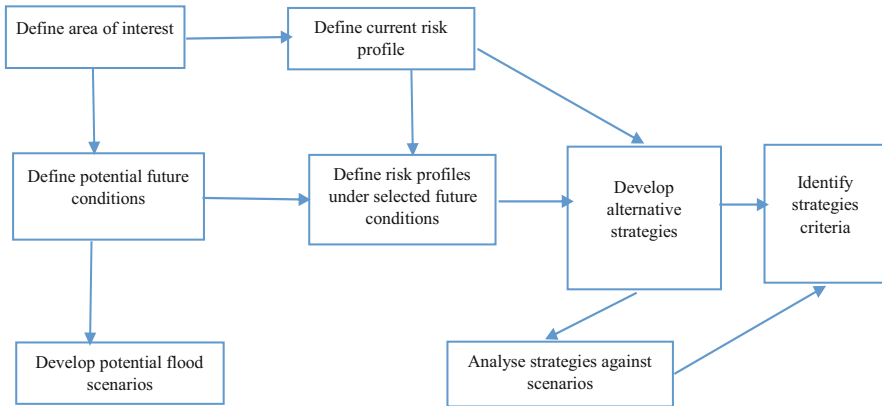 Define area of interest
Define current risk
profile
Define potential future
conditions
Define risk profiles
under selected future
conditions
Develop
alternative
strategies
Identify
strategies
criteria
Develop potential flood
scenarios
Analyse strategies against
scenarios